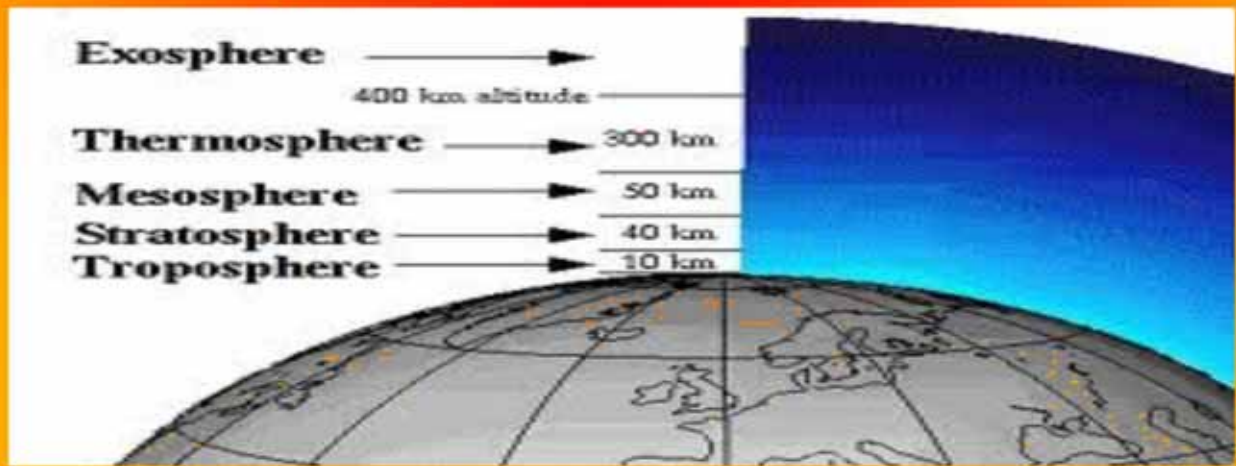 Exosphere
400 km altitude
Thermosphere 300 km
Mesosphere 50 km
Stratosphere 40 km
Troposphere 10 km